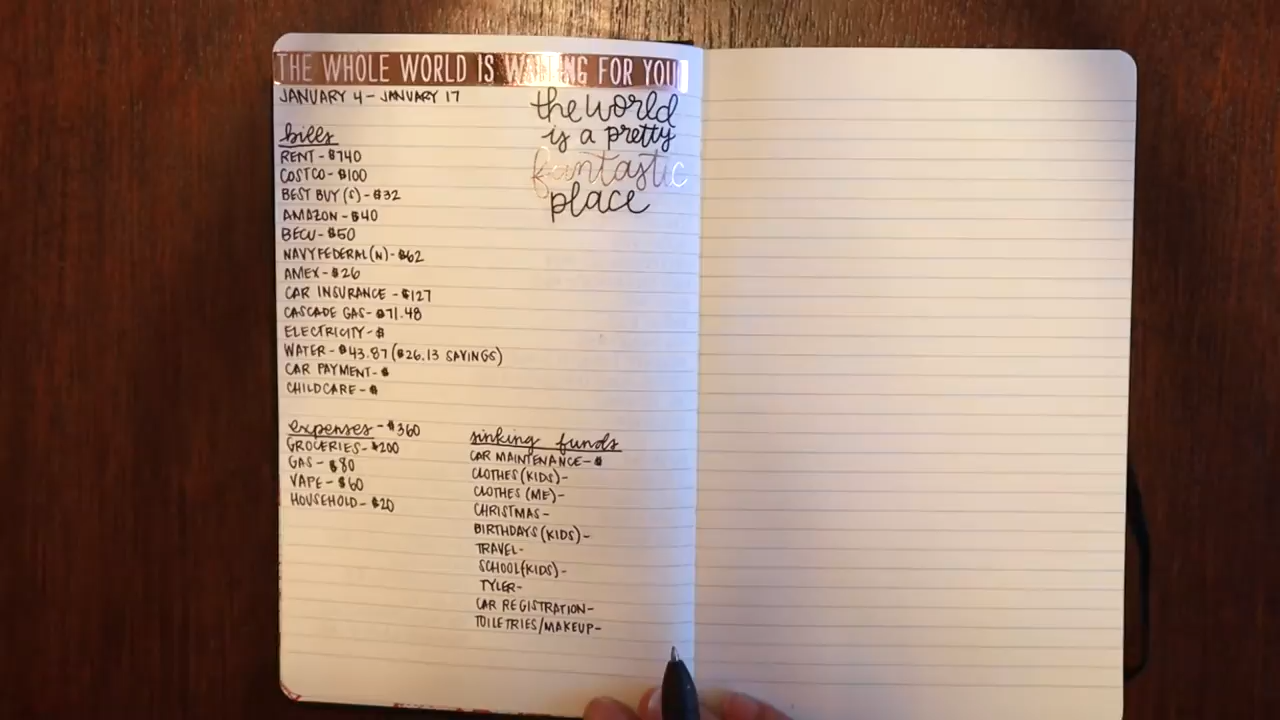 THE WHOLE WORLD IS WAITING FOR YOU
JANUARY 4 - JANUARY 17
the world
is a pretty
fantastic
place
bills
RENT - $740
COSTCO - $100
BEST BUY (S) - $32
AMAZON - $40
BECU - $50
NAVY FEDERAL (N) - $62
AMEX - $26
CAR INSURANCE - $127
CASCADE GAS - $71.48
ELECTRICITY - $
WATER - $43.87 ($26.13 SAVINGS)
CAR PAYMENT - $
CHILDCARE - $
expenses - $360
GROCERIES - $200
GAS - $80
VAPE - $60
HOUSEHOLD - $20
sinking funds
CAR MAINTENANCE - $
CLOTHES (KIDS) -
CLOTHES (ME) -
CHRISTMAS -
BIRTHDAYS (KIDS) -
TRAVEL -
SCHOOL (KIDS) -
TYLER -
CAR REGISTRATION -
TOILETRIES/MAKEUP -